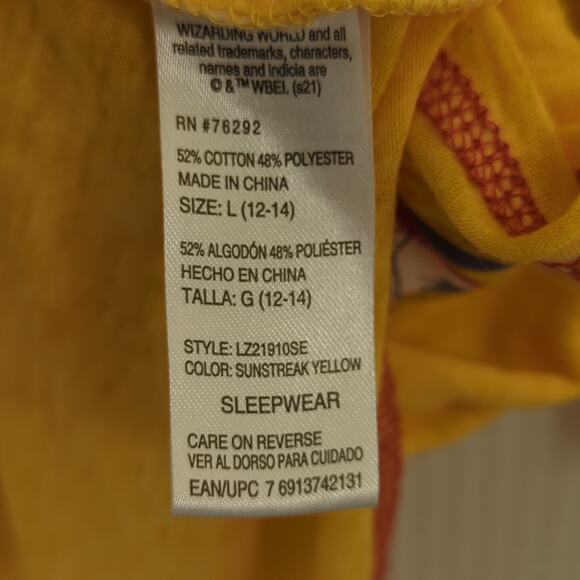 WIZARDING WORLD and all
related trademarks, characters,
names and indicia are
© & ™ WBEI. (s21)
RN #76292
52% COTTON 48% POLYESTER
MADE IN CHINA
SIZE: L (12-14)
52% ALGODÓN 48% POLIÉSTER
HECHO EN CHINA
TALLA: G (12-14)
STYLE: LZ21910SE
COLOR: SUNSTREAK YELLOW
SLEEPWEAR
CARE ON REVERSE
VER AL DORSO PARA CUIDADO
EAN/UPC 7 6913742131